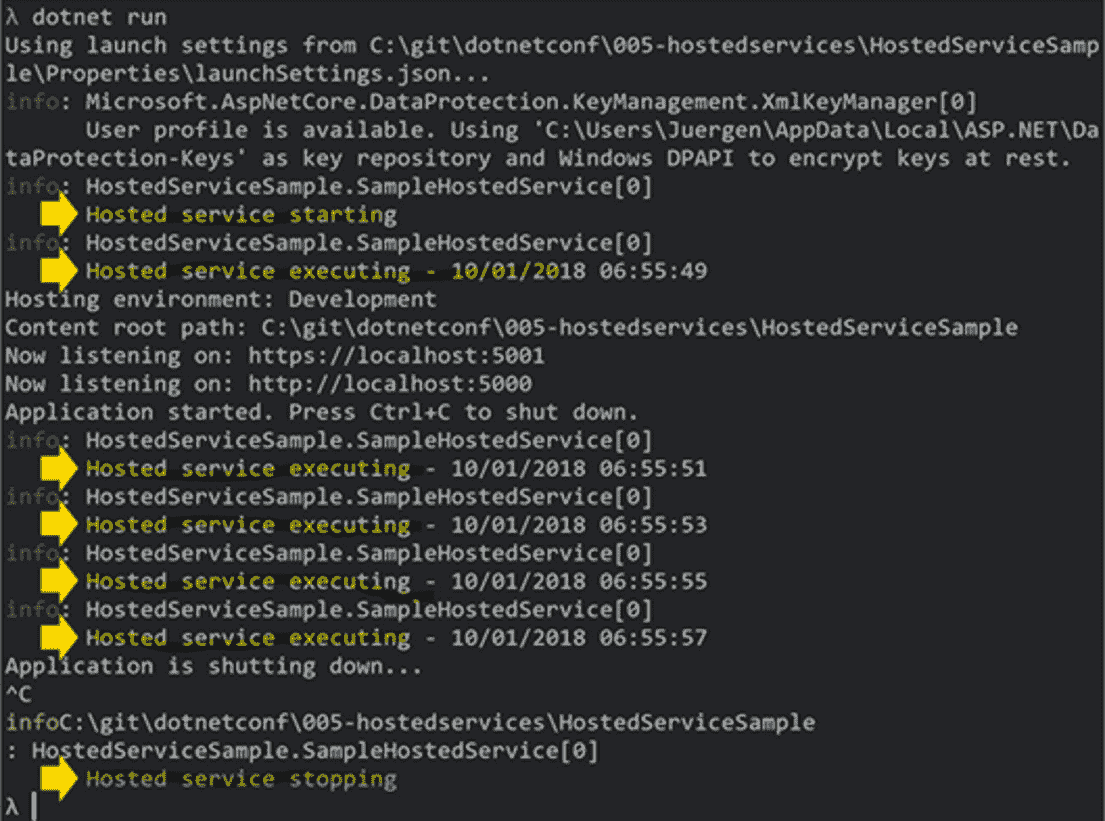 λ dotnet run
Using launch settings from C:\git\dotnetconf\005-hostedservices\HostedServiceSamp
le\Properties\launchSettings.json...
info: Microsoft.AspNetCore.DataProtection.KeyManagement.XmlKeyManager[0]
User profile is available. Using 'C:\Users\Juergen\AppData\Local\ASP.NET\Da
taProtection-Keys' as key repository and Windows DPAPI to encrypt keys at rest.
info: HostedServiceSample.SampleHostedService[0]
Hosted service starting
info: HostedServiceSample.SampleHostedService[0]
Hosted service executing - 10/01/2018 06:55:49
Hosting environment: Development
Content root path: C:\git\dotnetconf\005-hostedservices\HostedServiceSample
Now listening on: https://localhost:5001
Now listening on: http://localhost:5000
Application started. Press Ctrl+C to shut down.
info: HostedServiceSample.SampleHostedService[0]
Hosted service executing - 10/01/2018 06:55:51
info: HostedServiceSample.SampleHostedService[0]
Hosted service executing - 10/01/2018 06:55:53
info: HostedServiceSample.SampleHostedService[0]
Hosted service executing - 10/01/2018 06:55:55
info: HostedServiceSample.SampleHostedService[0]
Hosted service executing - 10/01/2018 06:55:57
Application is shutting down...
^C
infoC:\git\dotnetconf\005-hostedservices\HostedServiceSample
: HostedServiceSample.SampleHostedService[0]
Hosted service stopping
λ